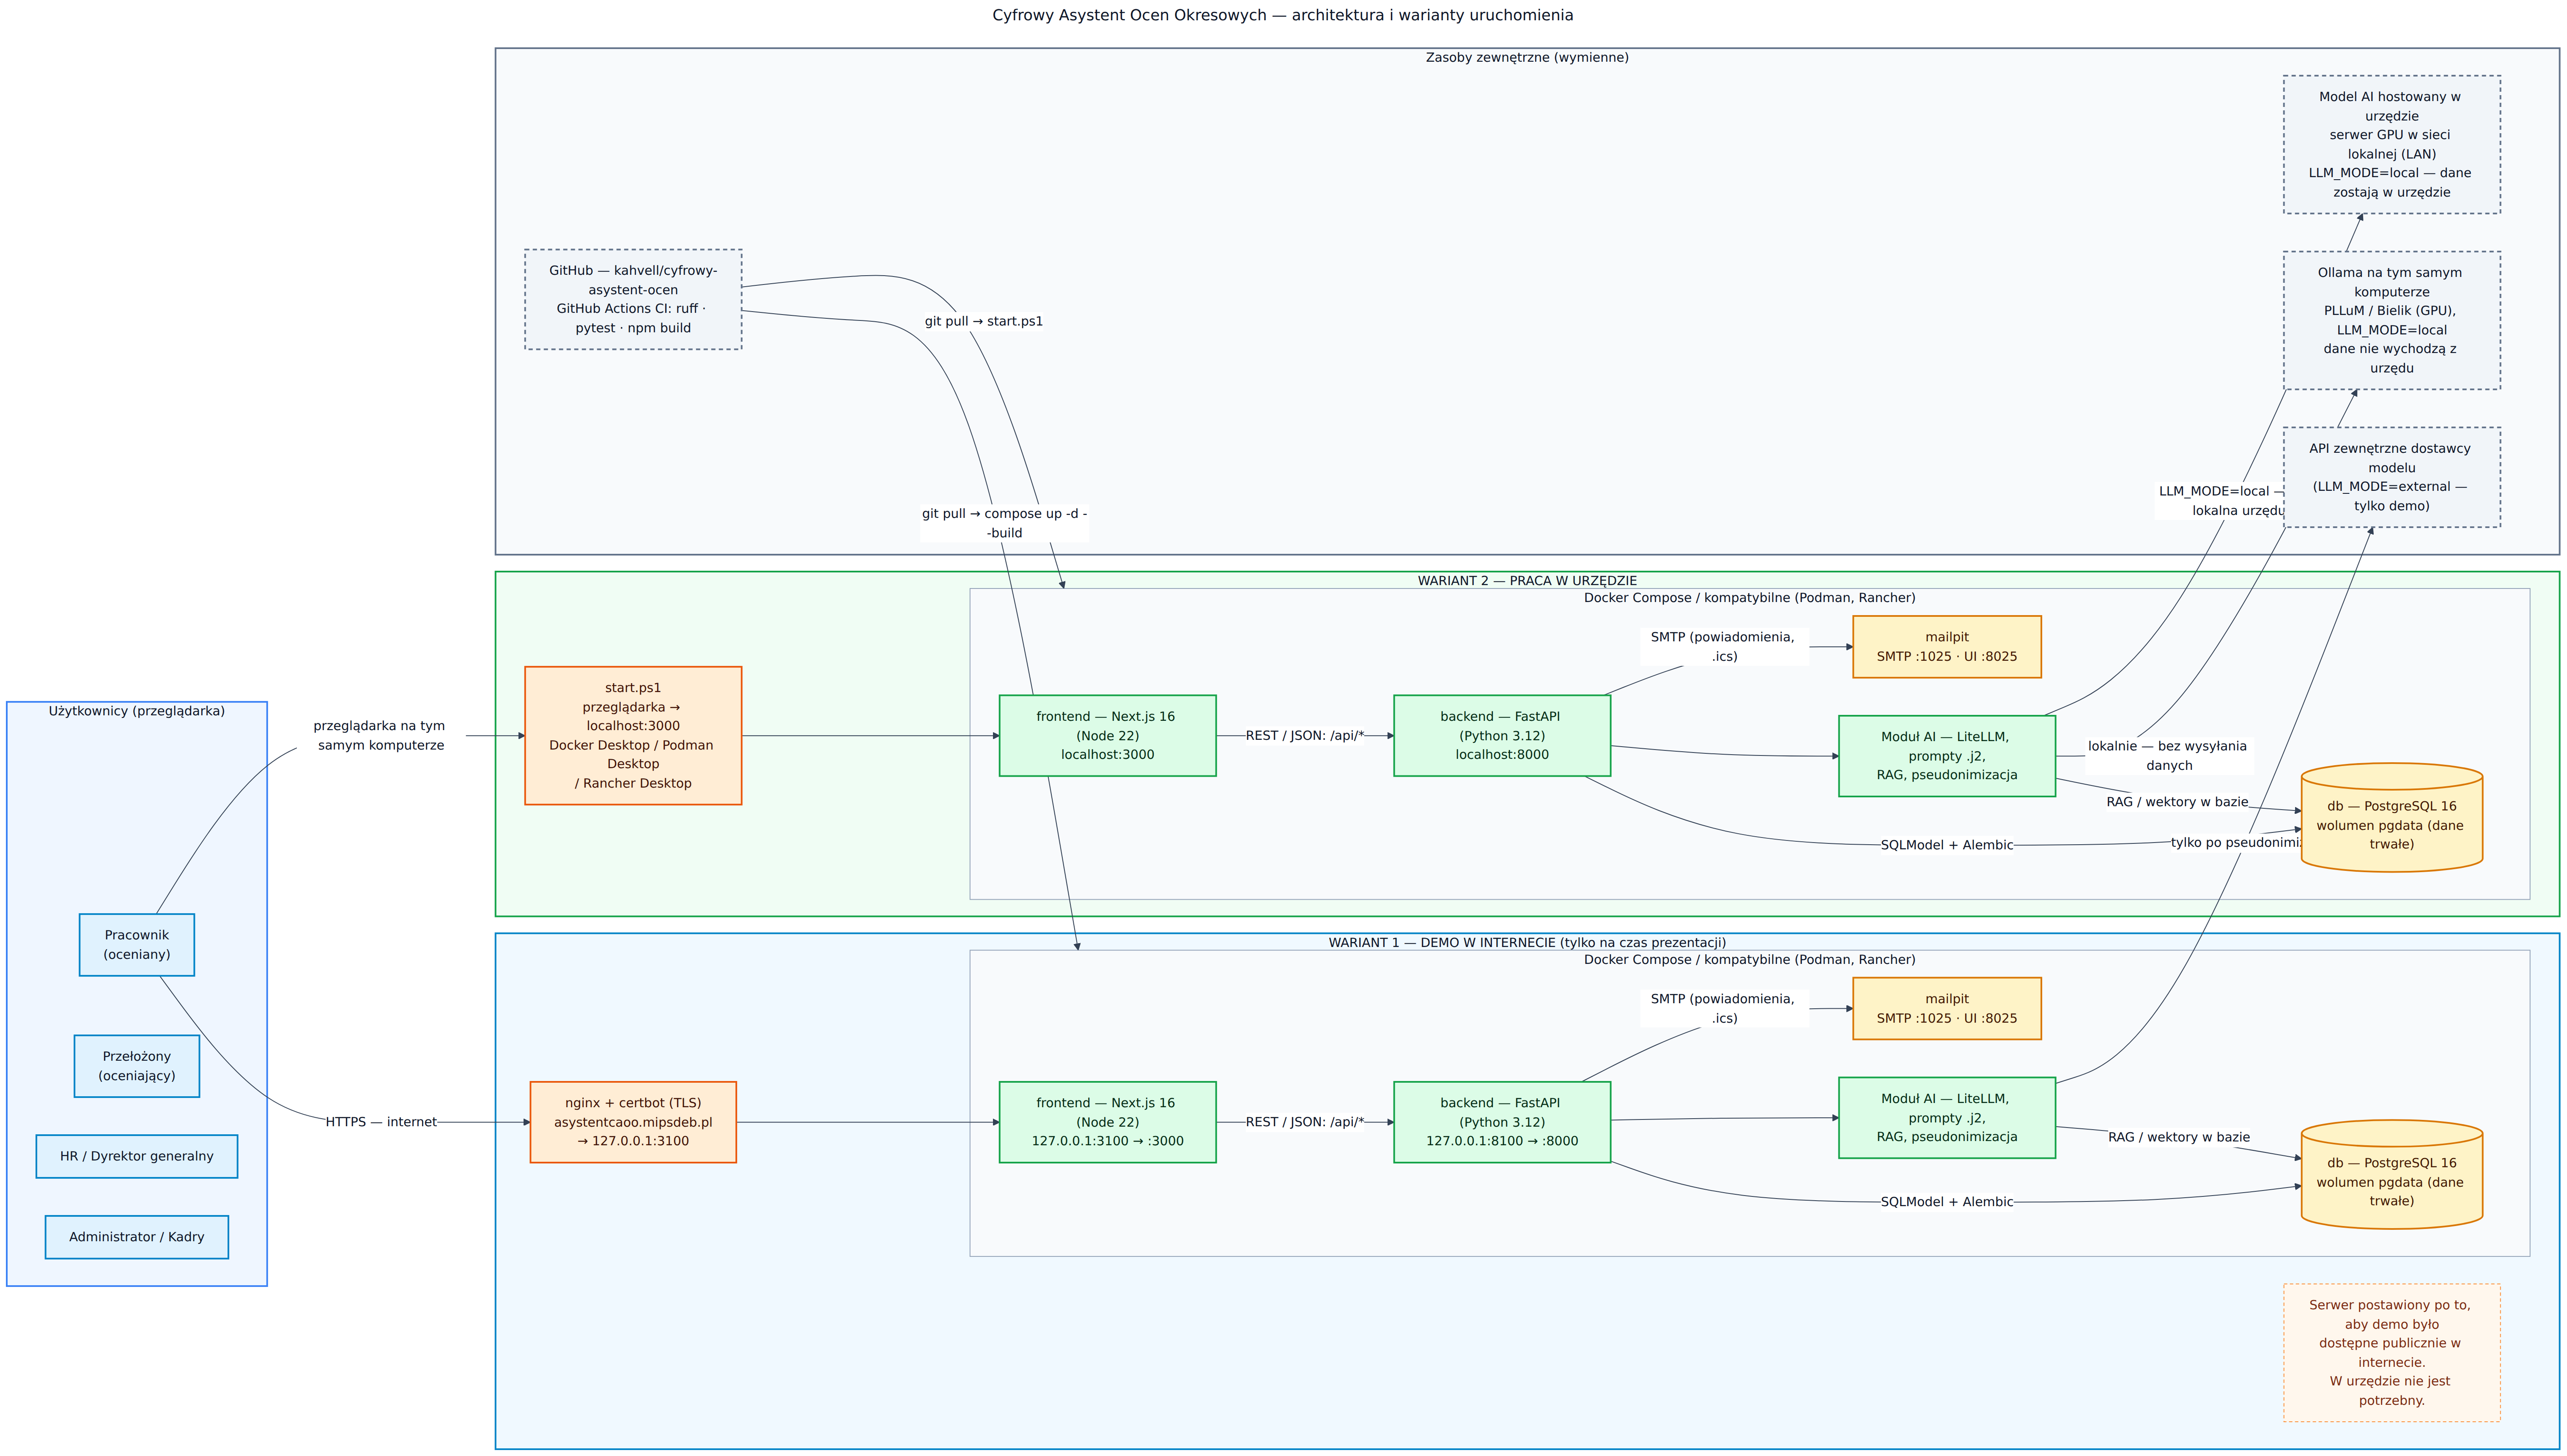 Cyfrowy Asystent Ocen Okresowych — architektura i warianty uruchomienia
Zasoby zewnętrzne (wymienne)
Model AI hostowany w
urzędzie
serwer GPU w sieci
lokalnej (LAN)
LLM_MODE=local — dane
zostają w urzędzie
GitHub — kahvell/cyfrowy-
asystent-ocen
GitHub Actions CI: ruff ·
pytest · npm build
Ollama na tym samym
komputerze
PLLuM / Bielik (GPU),
LLM_MODE=local
dane nie wychodzą z
urzędu
git pull → start.ps1
API zewnętrzne dostawcy
modelu
(LLM_MODE=external —
tylko demo)
git pull → compose up -d -
-build
LLM_MODE=local —
lokalna urzędu
WARIANT 2 — PRACA W URZĘDZIE
Docker Compose / kompatybilne (Podman, Rancher)
start.ps1
przeglądarka →
localhost:3000
Docker Desktop / Podman
Desktop
/ Rancher Desktop
frontend — Next.js 16
(Node 22)
localhost:3000
REST / JSON: /api/*
backend — FastAPI
(Python 3.12)
localhost:8000
SMTP (powiadomienia,
.ics)
mailpit
SMTP :1025 · UI :8025
Moduł AI — LiteLLM,
prompty .j2,
RAG, pseudonimizacja
lokalnie — bez wysyłania
danych
RAG / wektory w bazie
SQLModel + Alembic
tylko po pseudonimi
db — PostgreSQL 16
wolumen pgdata (dane
trwałe)
Użytkownicy (przeglądarka)
przeglądarka na tym
samym komputerze
Pracownik
(oceniany)
Przełożony
(oceniający)
HR / Dyrektor generalny
Administrator / Kadry
HTTPS — internet
WARIANT 1 — DEMO W INTERNECIE (tylko na czas prezentacji)
Docker Compose / kompatybilne (Podman, Rancher)
nginx + certbot (TLS)
asystentcaoo.mipsdeb.pl
→ 127.0.0.1:3100
frontend — Next.js 16
(Node 22)
127.0.0.1:3100 → :3000
REST / JSON: /api/*
backend — FastAPI
(Python 3.12)
127.0.0.1:8100 → :8000
SMTP (powiadomienia,
.ics)
mailpit
SMTP :1025 · UI :8025
Moduł AI — LiteLLM,
prompty .j2,
RAG, pseudonimizacja
RAG / wektory w bazie
SQLModel + Alembic
db — PostgreSQL 16
wolumen pgdata (dane
trwałe)
Serwer postawiony po to,
aby demo było
dostępne publicznie w
internecie.
W urzędzie nie jest
potrzebny.